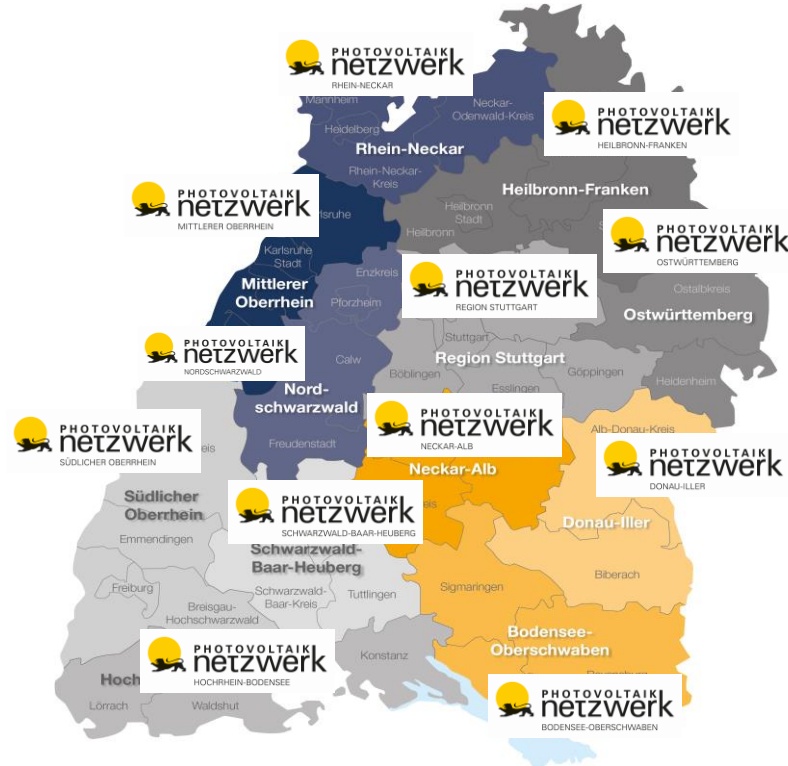 PHOTOVOLTAIK
netzwerk
RHEIN-NECKAR
Mannheim
Neckar-
Odenwald-Kreis
Heidelberg
Rhein-Neckar
Rhein-Neckar-
Kreis
PHOTOVOLTAIK
netzwerk
HEILBRONN-FRANKEN
Heilbronn-Franken
Heilbronn
Stadt
Heilbronn
PHOTOVOLTAIK
netzwerk
MITTLERER OBERRHEIN
Karlsruhe
Stadt
Mittlerer
Oberrhein
Enzkreis
Pforzheim
PHOTOVOLTAIK
netzwerk
OSTWÜRTTEMBERG
Ostalbkreis
Ostwürttemberg
Heidenheim
PHOTOVOLTAIK
netzwerk
REGION STUTTGART
Stuttgart
Region Stuttgart
Böblingen
Göppingen
Esslingen
PHOTOVOLTAIK
netzwerk
NORDSCHWARZWALD
Calw
Nord-
schwarzwald
Freudenstadt
PHOTOVOLTAIK
netzwerk
NECKAR-ALB
Neckar-Alb
PHOTOVOLTAIK
netzwerk
SÜDLICHER OBERRHEIN
Südlicher
Oberrhein
Emmendingen
Freiburg
Breisgau-
Hochschwarzwald
Alb-Donau-Kreis
PHOTOVOLTAIK
netzwerk
DONAU-ILLER
Donau-Iller
Biberach
PHOTOVOLTAIK
netzwerk
SCHWARZWALD-BAAR-HEUBERG
Schwarzwald-
Baar-Heuberg
Schwarzwald-
Baar-Kreis
Tuttlingen
Sigmaringen
Bodensee-
Oberschwaben
PHOTOVOLTAIK
netzwerk
HOCHRHEIN-BODENSEE
Konstanz
Hoch
Lörrach
Waldshut
PHOTOVOLTAIK
netzwerk
BODENSEE-OBERSCHWABEN